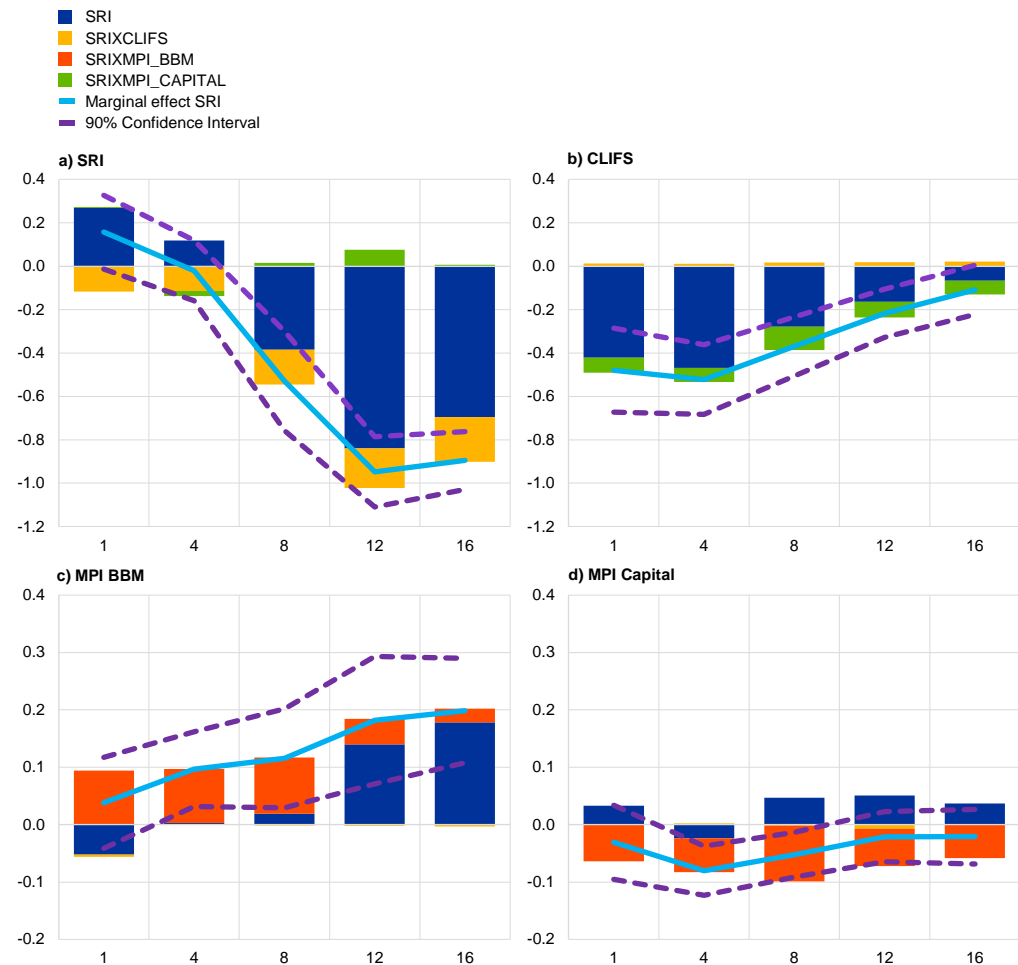 SRI
SRIXCLIFS
SRIXMPI_BBM
SRIXMPI_CAPITAL
Marginal effect SRI
90% Confidence Interval
a) SRI
0.4
0.2
0.0
-0.2
-0.4
-0.6
-0.8
-1.0
-1.2
1 4 8 12 16
b) CLIFS
0.4
0.2
0.0
-0.2
-0.4
-0.6
-0.8
-1.0
-1.2
1 4 8 12 16
c) MPI BBM
0.4
0.3
0.2
0.1
0.0
-0.1
-0.2
1 4 8 12 16
d) MPI Capital
0.4
0.3
0.2
0.1
0.0
-0.1
-0.2
1 4 8 12 16